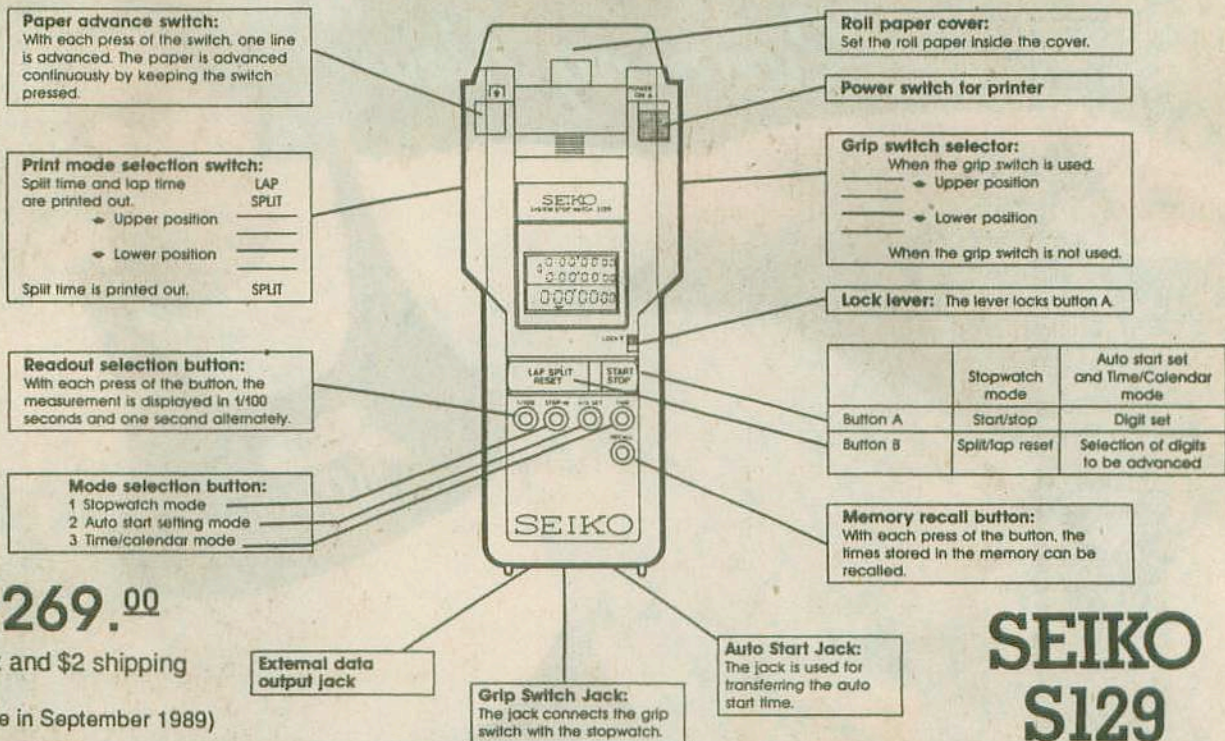 Paper advance switch:
With each press of the switch, one line
is advanced. The paper is advanced
continuously by keeping the switch
pressed.
Print mode selection switch:
Split time and lap time LAP
are printed out. SPLIT
Upper position
Lower position
Split time is printed out. SPLIT
Readout selection button:
With each press of the button, the
measurement is displayed in 1/100
seconds and one second alternately.
Mode selection button:
1 Stopwatch mode
2 Auto start setting mode
3 Time/calendar mode
269.00
and $2 shipping
in September 1989)
POWER
ON
SEIKO
SYSTEM STOP WATCH
LOCK
LAP SPLIT
RESET
START
STOP
1/100
RECALL
SEIKO
External data
output jack
Grip Switch Jack:
The jack connects the grip
switch with the stopwatch.
Auto Start Jack:
The jack is used for
transferring the auto
start time.
Roll paper cover:
Set the roll paper inside the cover.
Power switch for printer
Grip switch selector:
When the grip switch is used.
Upper position
Lower position
When the grip switch is not used.
Lock lever: The lever locks button A.
Stopwatch
mode
Auto start set
and Time/Calendar
mode
Button A Start/stop Digit set
Button B Split/lap reset Selection of digits
to be advanced
Memory recall button:
With each press of the button, the
times stored in the memory can be
recalled.
SEIKO
S129